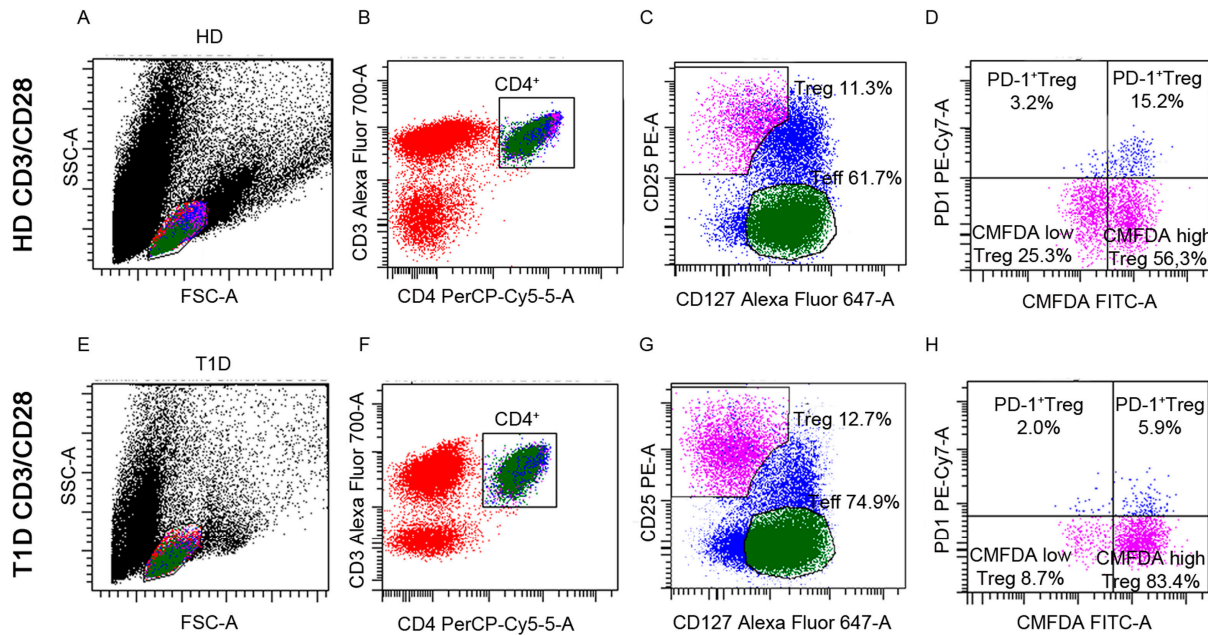 A
B
C
D
HD
HD CD3/CD28
SSC-A
FSC-A
CD3 Alexa Fluor 700-A
CD4⁺
CD4 PerCP-Cy5-5-A
CD25 PE-A
Treg 11.3%
Teff 61.7%
CD127 Alexa Fluor 647-A
PD1 PE-Cy7-A
PD-1⁺Treg
3.2%
PD-1⁺Treg
15.2%
CMFDA low
Treg 25.3%
CMFDA high
Treg 56,3%
CMFDA FITC-A
E
F
G
H
T1D
T1D CD3/CD28
SSC-A
FSC-A
CD3 Alexa Fluor 700-A
CD4⁺
CD4 PerCP-Cy5-5-A
CD25 PE-A
Treg 12.7%
Teff 74.9%
CD127 Alexa Fluor 647-A
PD1 PE-Cy7-A
PD-1⁺Treg
2.0%
PD-1⁺Treg
5.9%
CMFDA low
Treg 8.7%
CMFDA high
Treg 83.4%
CMFDA FITC-A